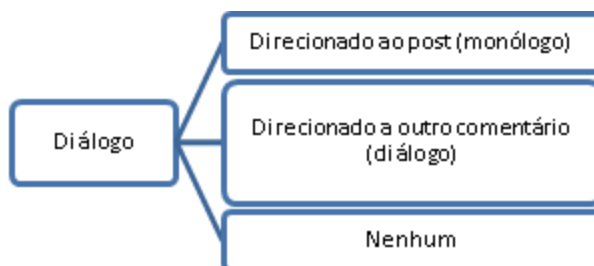 Direcionado ao post (monólogo)
Diálogo
Direcionado a outro comentário
(diálogo)
Nenhum